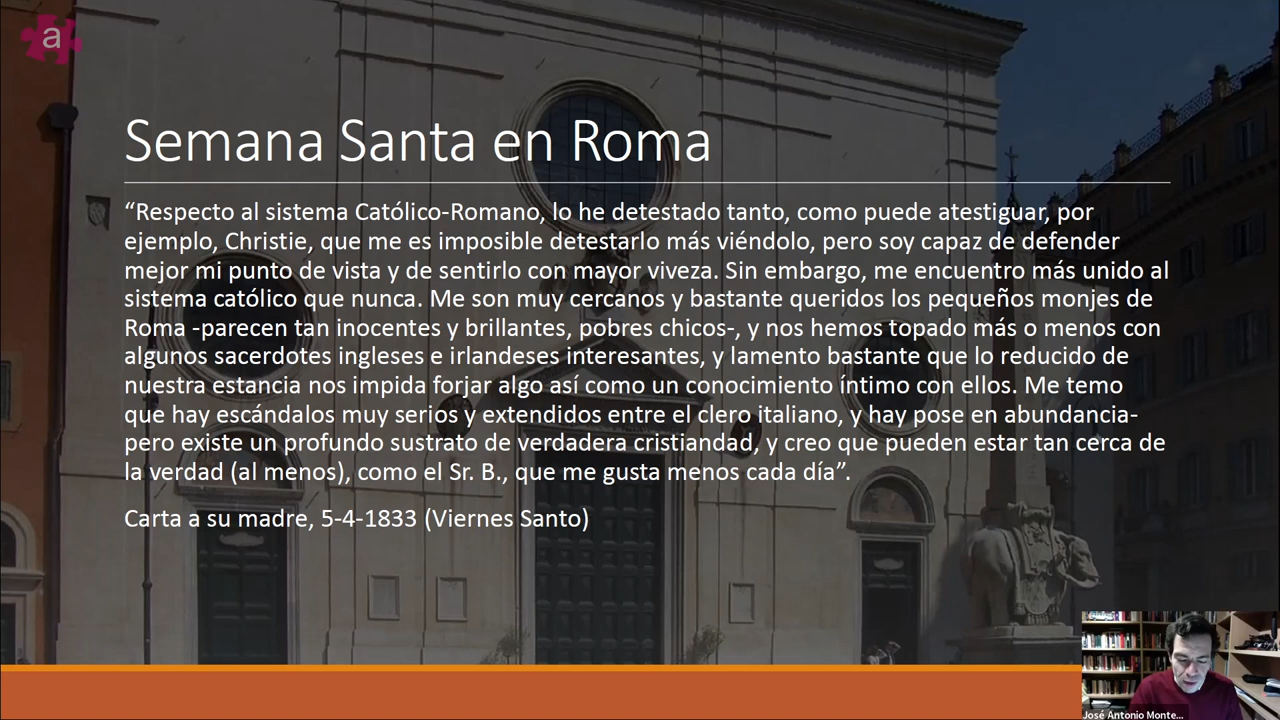 a
Semana Santa en Roma
“Respecto al sistema Católico-Romano, lo he detestado tanto, como puede atestiguar, por
ejemplo, Christie, que me es imposible detestarlo más viéndolo, pero soy capaz de defender
mejor mi punto de vista y de sentirlo con mayor viveza. Sin embargo, me encuentro más unido al
sistema católico que nunca. Me son muy cercanos y bastante queridos los pequeños monjes de
Roma -parecen tan inocentes y brillantes, pobres chicos-, y nos hemos topado más o menos con
algunos sacerdotes ingleses e irlandeses interesantes, y lamento bastante que lo reducido de
nuestra estancia nos impida forjar algo así como un conocimiento íntimo con ellos. Me temo
que hay escándalos muy serios y extendidos entre el clero italiano, y hay pose en abundancia-
pero existe un profundo sustrato de verdadera cristiandad, y creo que pueden estar tan cerca de
la verdad (al menos), como el Sr. B., que me gusta menos cada día”.
Carta a su madre, 5-4-1833 (Viernes Santo)
José Antonio Monte...